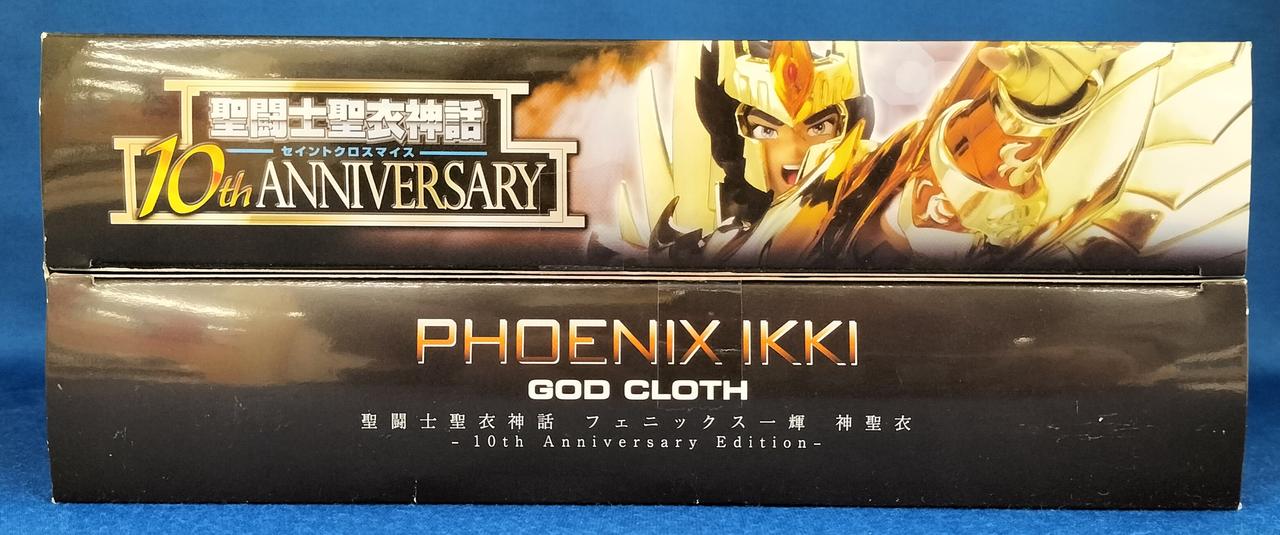 聖闘士聖衣神話
セイントクロスマイス
10th ANNIVERSARY
PHOENIX IKKI
GOD CLOTH
聖闘士聖衣神話 フェニックス一輝 神聖衣
－10th Anniversary Edition－